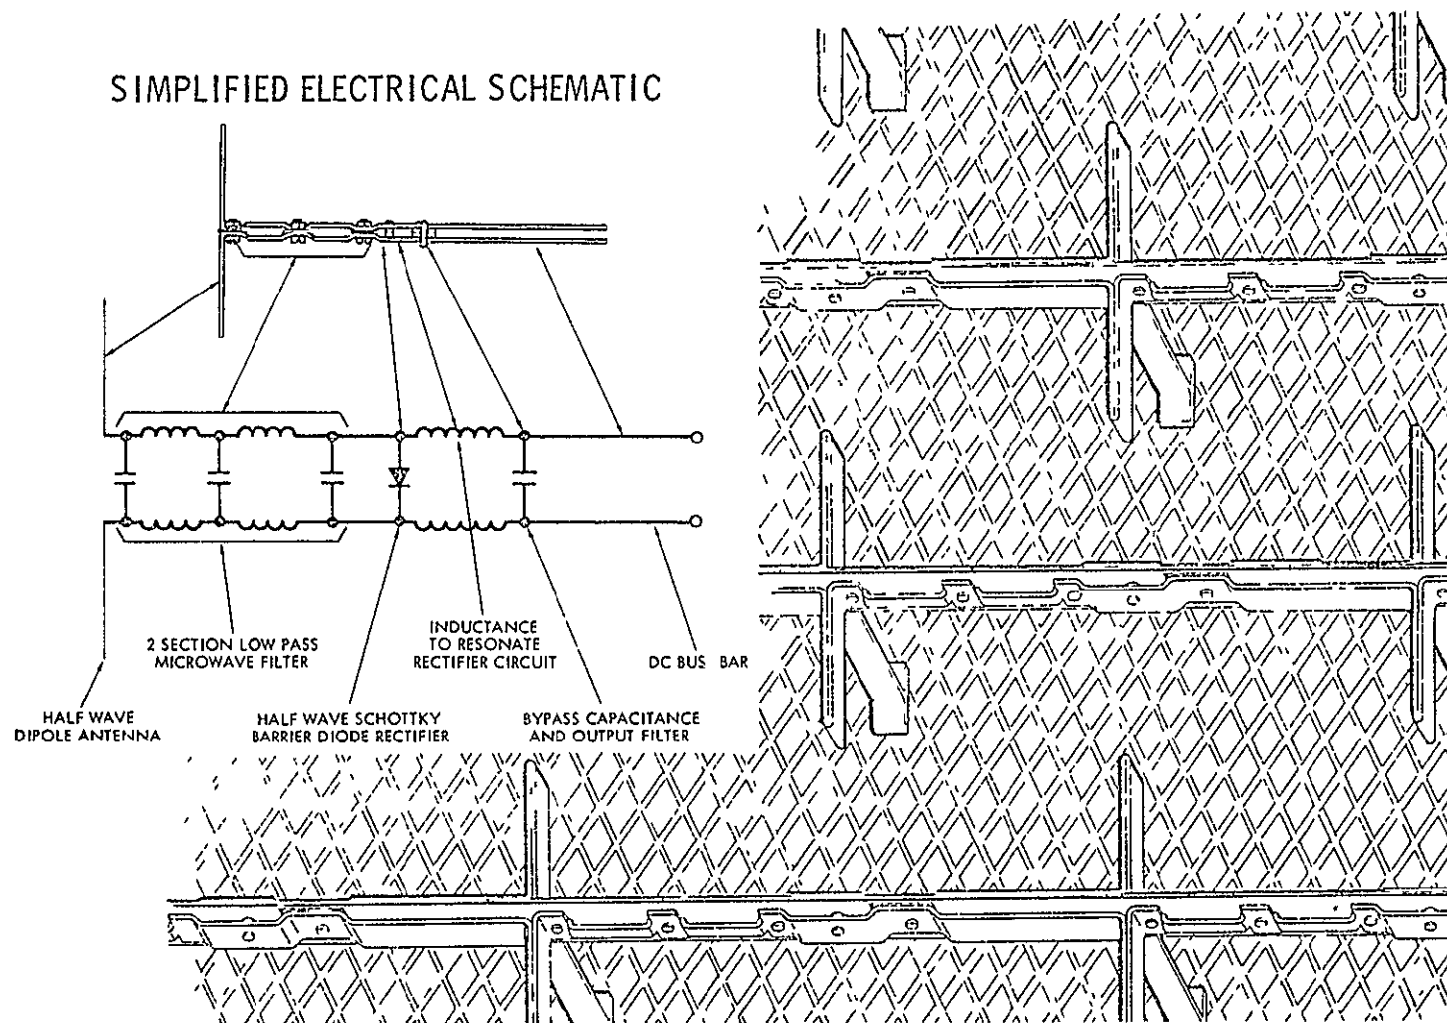 SIMPLIFIED ELECTRICAL SCHEMATIC
2 SECTION LOW PASS
MICROWAVE FILTER
INDUCTANCE
TO RESONATE
RECTIFIER CIRCUIT
DC BUS BAR
HALF WAVE
DIPOLE ANTENNA
HALF WAVE SCHOTTKY
BARRIER DIODE RECTIFIER
BYPASS CAPACITANCE
AND OUTPUT FILTER